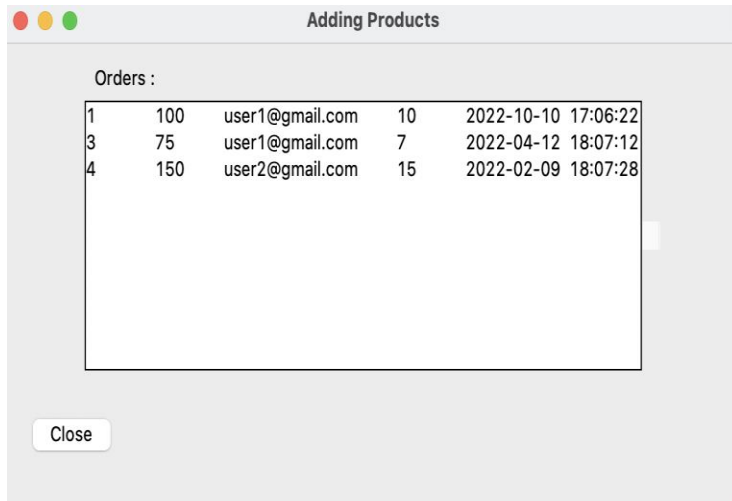 Adding Products
Orders :
1 100 user1@gmail.com 10 2022-10-10 17:06:22
3 75 user1@gmail.com 7 2022-04-12 18:07:12
4 150 user2@gmail.com 15 2022-02-09 18:07:28
Close